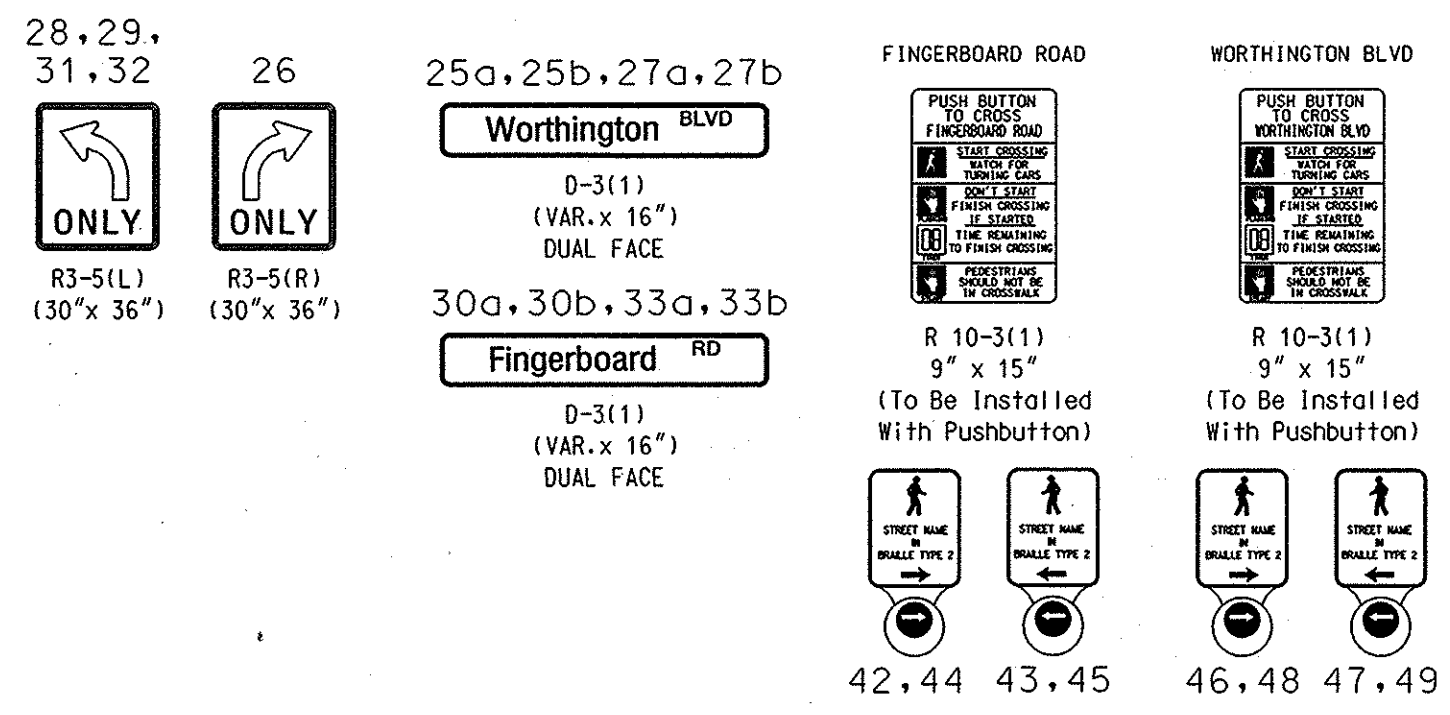 28,29,
31,32
ONLY
R3-5(L)
(30"x 36")
26
ONLY
R3-5(R)
(30"x 36")
25a,25b,27a,27b
Worthington BLVD
D-3(1)
(VAR.x 16")
DUAL FACE
30a,30b,33a,33b
Fingerboard RD
D-3(1)
(VAR.x 16")
DUAL FACE
FINGERBOARD ROAD
PUSH BUTTON
TO CROSS
FINGERBOARD ROAD
START CROSSING
WATCH FOR
TURNING CARS
DON'T START
FINISH CROSSING
IF STARTED
TIME REMAINING
TO FINISH CROSSING
08
PEDESTRIANS
SHOULD NOT BE
IN CROSSWALK
R 10-3(1)
9" x 15"
(To Be Installed
With Pushbutton)
STREET NAME
IN
BRAILLE TYPE 2
42,44
STREET NAME
IN
BRAILLE TYPE 2
43,45
WORTHINGTON BLVD
PUSH BUTTON
TO CROSS
WORTHINGTON BLVD
START CROSSING
WATCH FOR
TURNING CARS
DON'T START
FINISH CROSSING
IF STARTED
TIME REMAINING
TO FINISH CROSSING
08
PEDESTRIANS
SHOULD NOT BE
IN CROSSWALK
R 10-3(1)
9" x 15"
(To Be Installed
With Pushbutton)
STREET NAME
IN
BRAILLE TYPE 2
46,48
STREET NAME
IN
BRAILLE TYPE 2
47,49